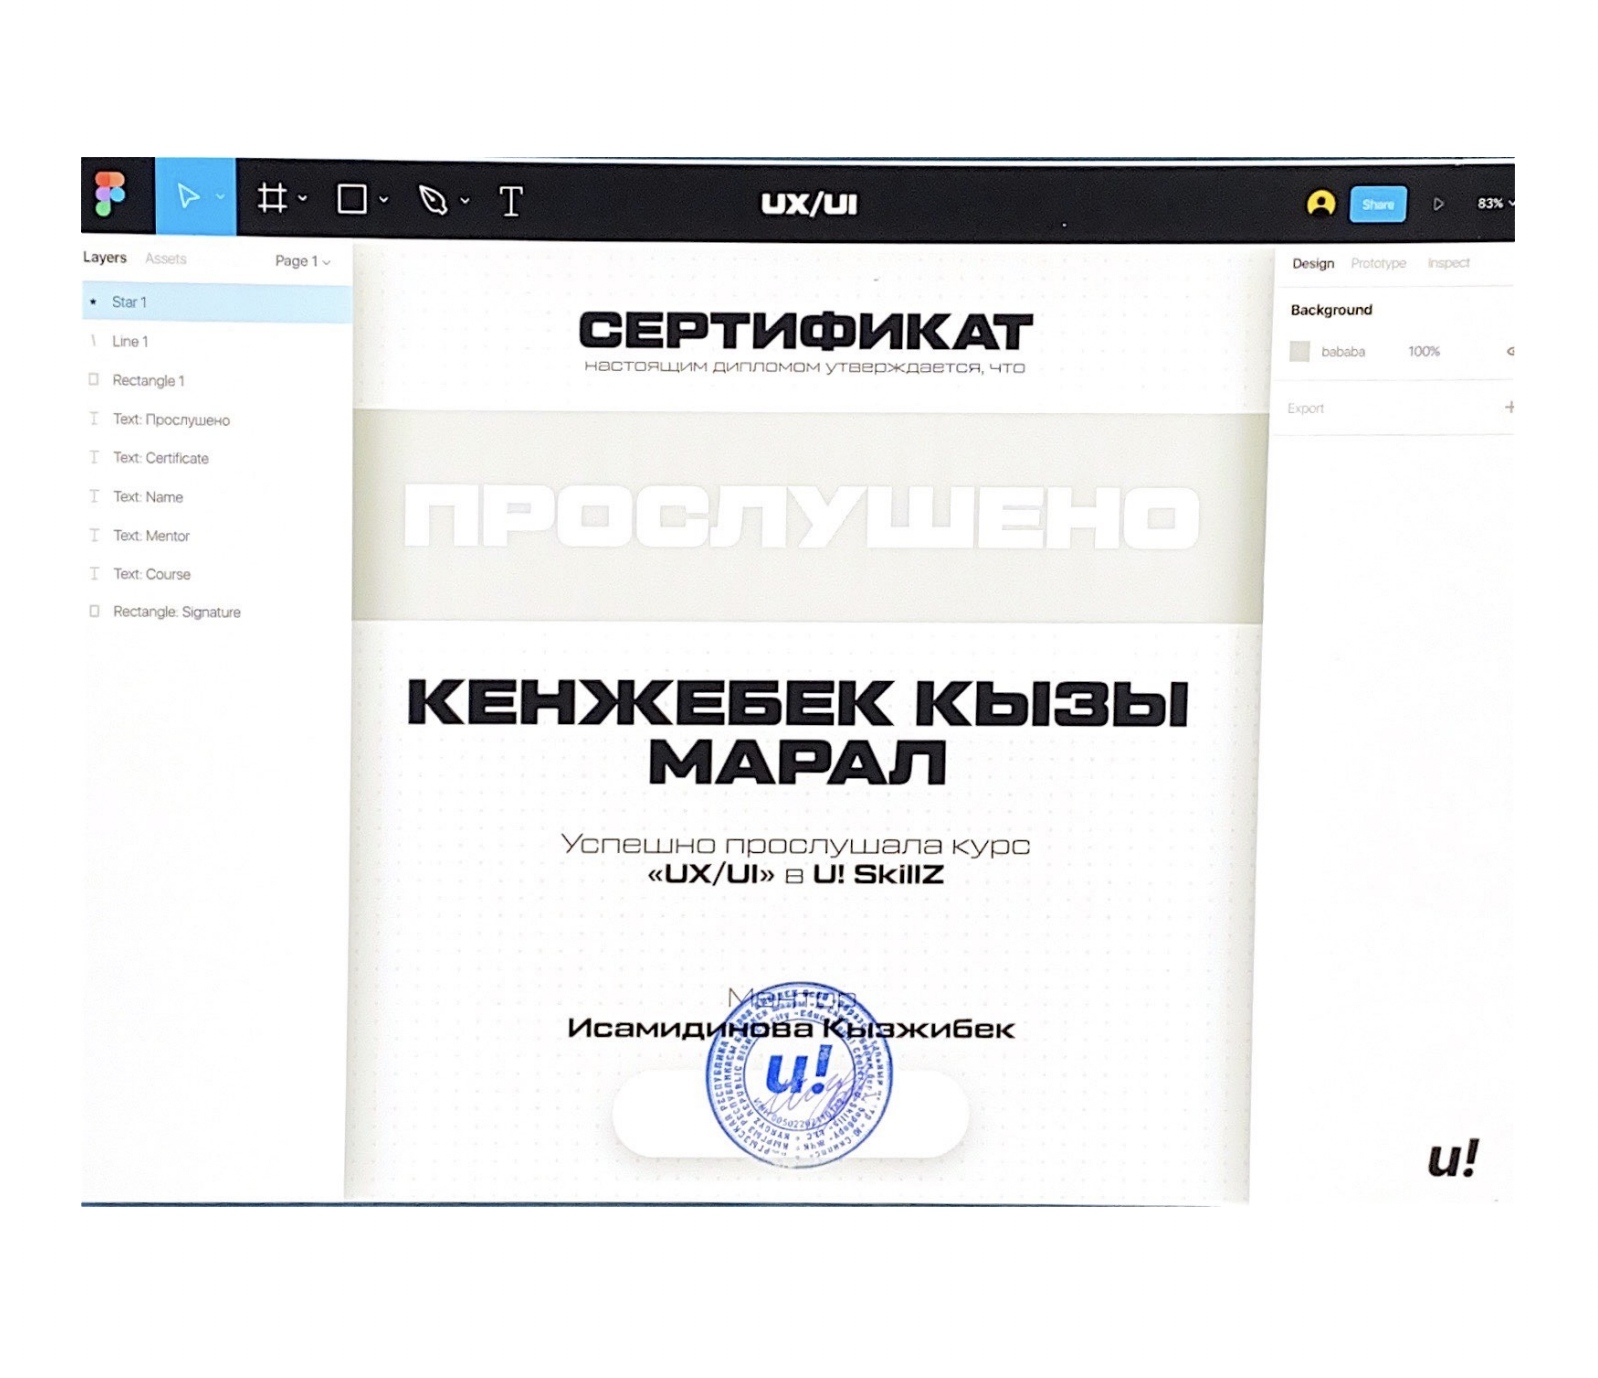 UX/UI
Share
83%
Layers Assets Page 1
Star 1
Line 1
Rectangle 1
Text: Прослушено
Text: Certificate
Text: Name
Text: Mentor
Text: Course
Rectangle: Signature
СЕРТИФИКАТ
настоящим дипломом утверждается, что
ПРОСЛУШЕНО
КЕНЖЕБЕК КЫЗЫ
МАРАЛ
Успешно прослушала курс
«UX/UI» в U! SkillZ
Ментор
Исамидинова Кызжибек
u!
Design Prototype Inspect
Background
bababa 100%
Export
u!